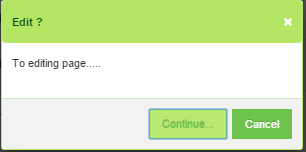 Edit ?
To editing page.....
Continue... Cancel